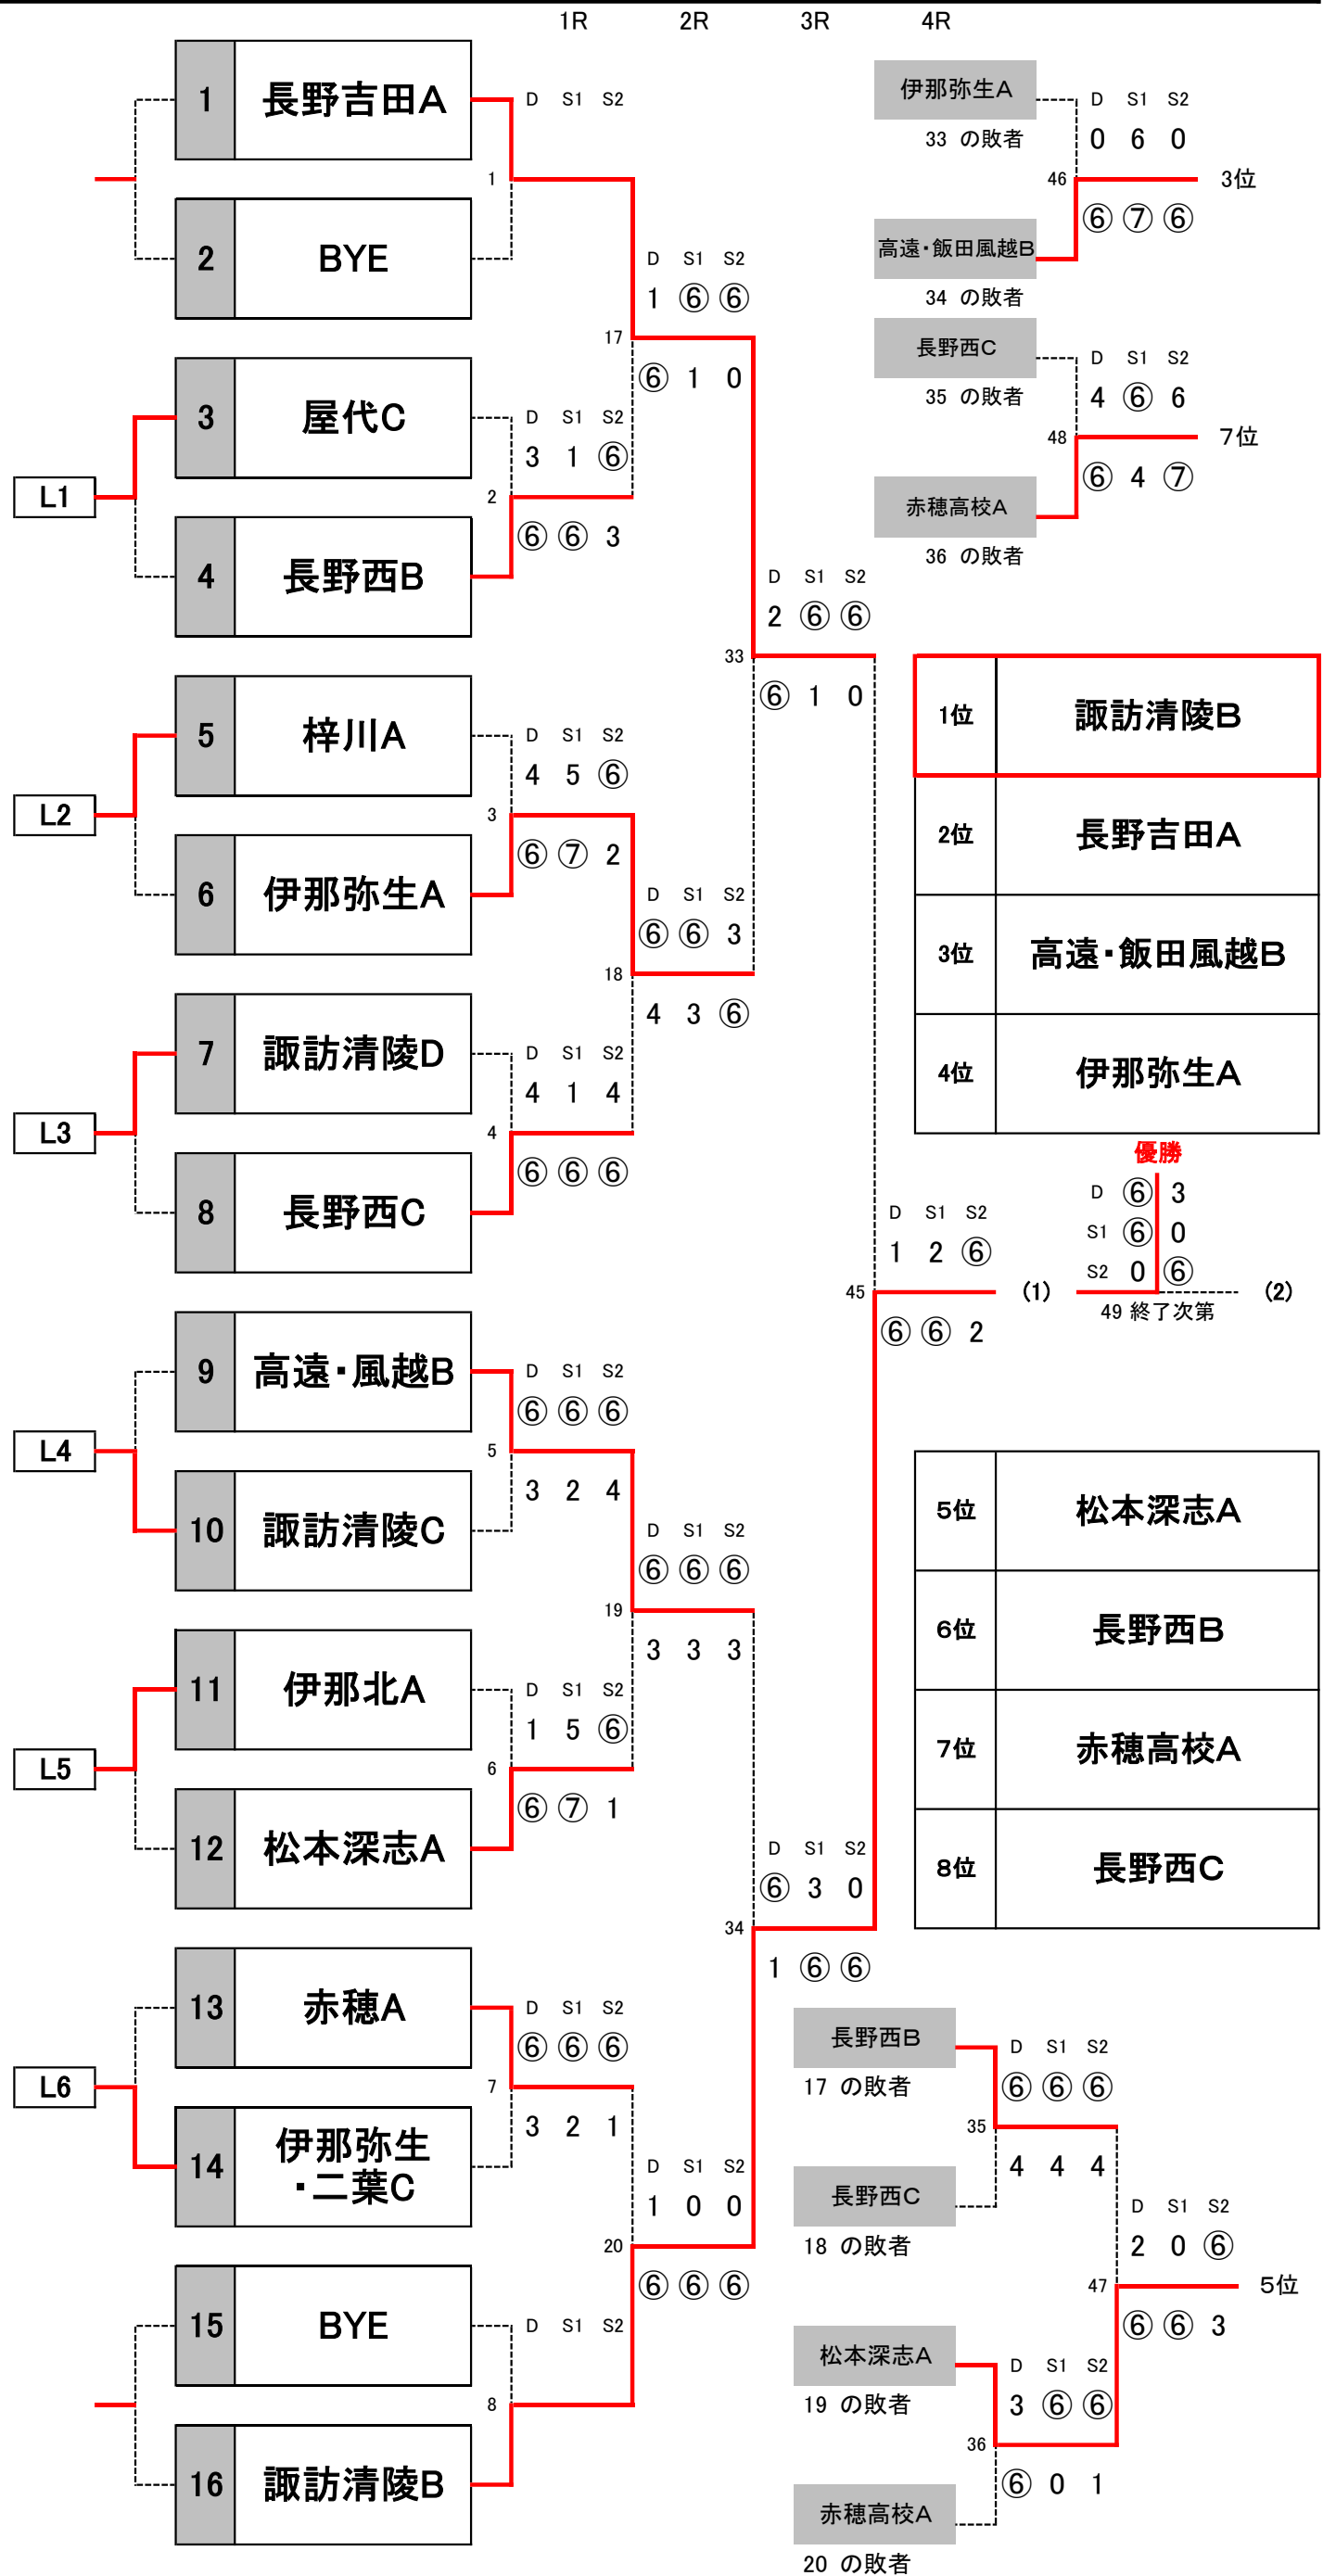 1R 2R 3R 4R
1 長野吉田A
D S1 S2
1
2 BYE
D S1 S2
1 ⑥ ⑥
17
⑥ 1 0
3 屋代C
D S1 S2
3 1 ⑥
L1
2
⑥ ⑥ 3
4 長野西B
D S1 S2
2 ⑥ ⑥
33
⑥ 1 0
5 梓川A
D S1 S2
4 5 ⑥
L2
3
⑥ ⑦ 2
6 伊那弥生A
D S1 S2
⑥ ⑥ 3
18
4 3 ⑥
7 諏訪清陵D
D S1 S2
4 1 4
L3
4
⑥ ⑥ ⑥
8 長野西C
D S1 S2
1 2 ⑥
45
⑥ ⑥ 2
(1)
9 高遠・風越B
D S1 S2
⑥ ⑥ ⑥
L4
5
3 2 4
10 諏訪清陵C
D S1 S2
⑥ ⑥ ⑥
19
3 3 3
11 伊那北A
D S1 S2
1 5 ⑥
L5
6
⑥ ⑦ 1
12 松本深志A
D S1 S2
⑥ 3 0
34
1 ⑥ ⑥
13 赤穂A
D S1 S2
⑥ ⑥ ⑥
L6
7
3 2 1
14 伊那弥生
・二葉C
D S1 S2
1 0 0
20
⑥ ⑥ ⑥
15 BYE
D S1 S2
8
16 諏訪清陵B
伊那弥生A
33 の敗者
D S1 S2
0 6 0
46
3位
⑥ ⑦ ⑥
高遠・飯田風越B
34 の敗者
長野西C
35 の敗者
D S1 S2
4 ⑥ 6
48
7位
⑥ 4 ⑦
赤穂高校A
36 の敗者
1位 諏訪清陵B
2位 長野吉田A
3位 高遠・飯田風越B
4位 伊那弥生A
優勝
D ⑥ 3
S1 ⑥ 0
S2 0 ⑥
49 終了次第
(2)
5位 松本深志A
6位 長野西B
7位 赤穂高校A
8位 長野西C
長野西B
17 の敗者
D S1 S2
⑥ ⑥ ⑥
35
4 4 4
長野西C
18 の敗者
D S1 S2
2 0 ⑥
47
5位
⑥ ⑥ 3
松本深志A
19 の敗者
D S1 S2
3 ⑥ ⑥
36
⑥ 0 1
赤穂高校A
20 の敗者